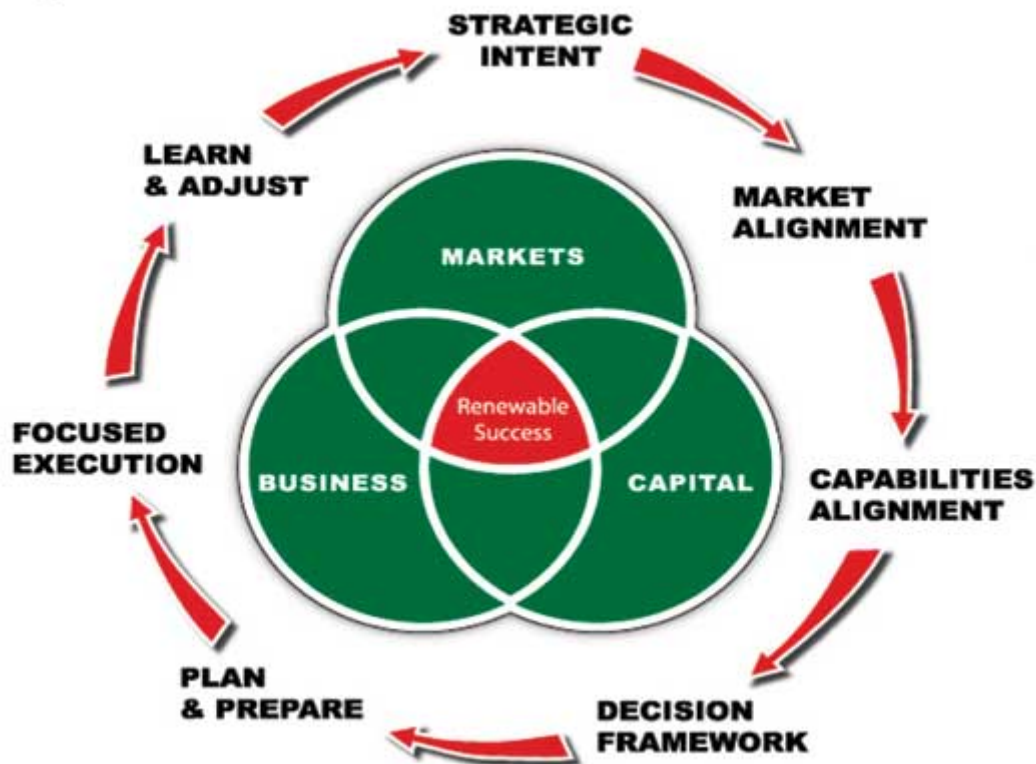 STRATEGIC
INTENT
MARKET
ALIGNMENT
CAPABILITIES
ALIGNMENT
DECISION
FRAMEWORK
PLAN
& PREPARE
FOCUSED
EXECUTION
LEARN
& ADJUST
MARKETS
BUSINESS
CAPITAL
Renewable
Success